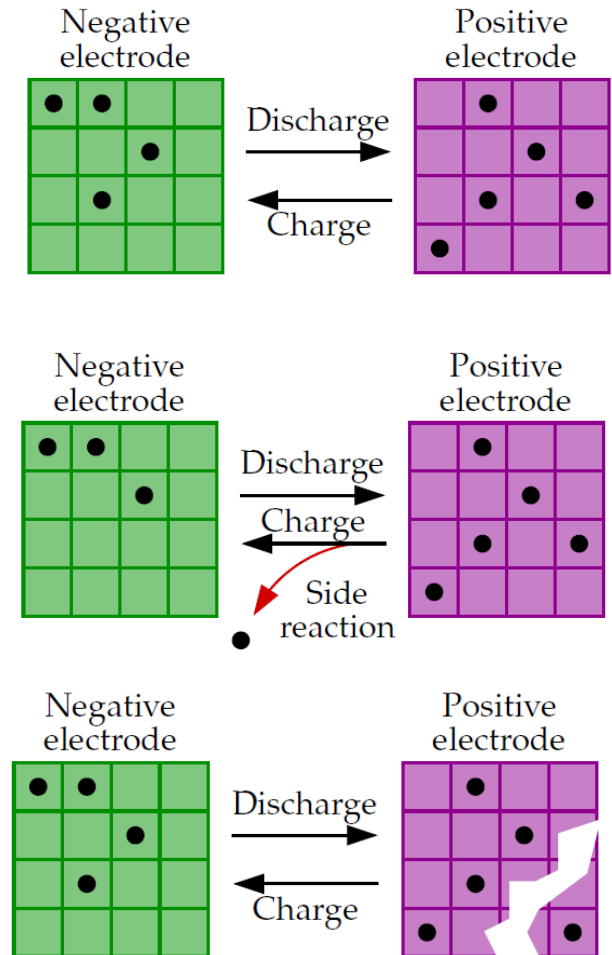 Negative
electrode
Positive
electrode
Discharge
Charge
Negative
electrode
Positive
electrode
Discharge
Charge
Side
reaction
Negative
electrode
Positive
electrode
Discharge
Charge